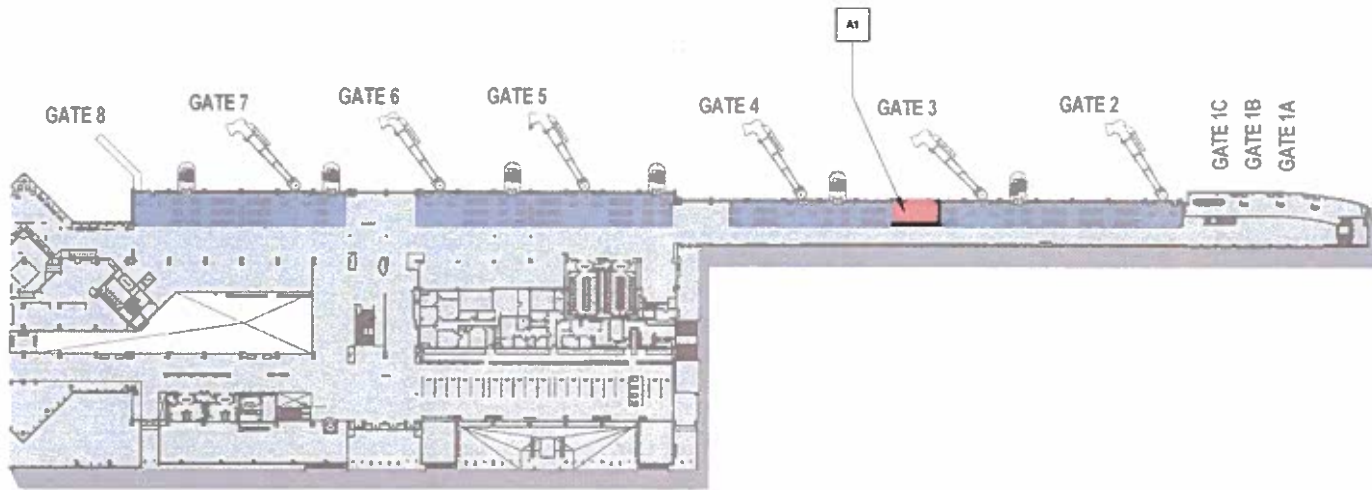 A1
GATE 8
GATE 7
GATE 6
GATE 5
GATE 4
GATE 3
GATE 2
GATE 1C
GATE 1B
GATE 1A